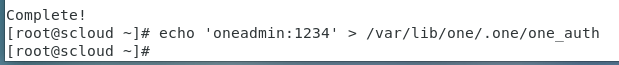 Complete!
[root@scloud ~]# echo 'oneadmin:1234' > /var/lib/one/.one/one_auth
[root@scloud ~]#